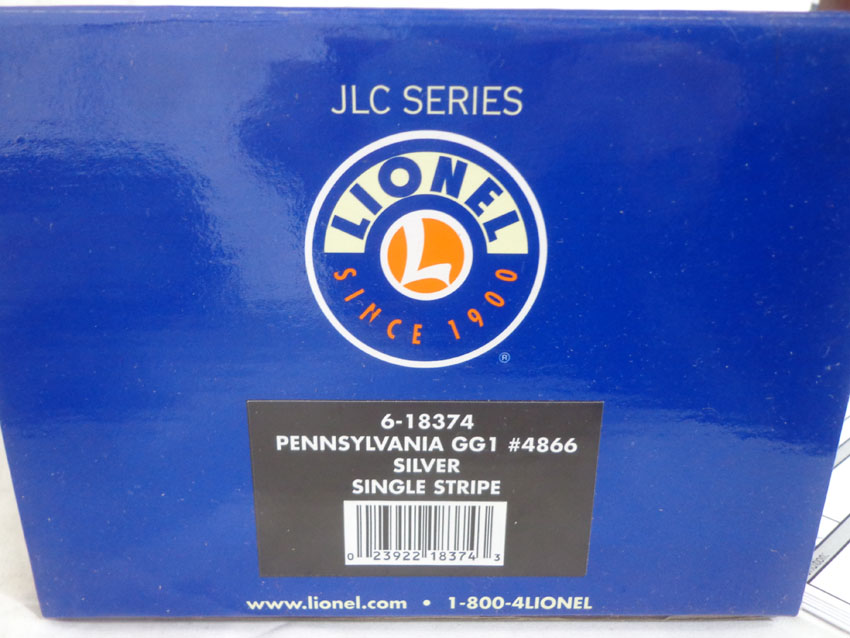 JLC SERIES
LIONEL
L
SINCE 1900
®
6-18374
PENNSYLVANIA GG1 #4866
SILVER
SINGLE STRIPE
0 23922 18374 3
www.lionel.com • 1-800-4LIONEL